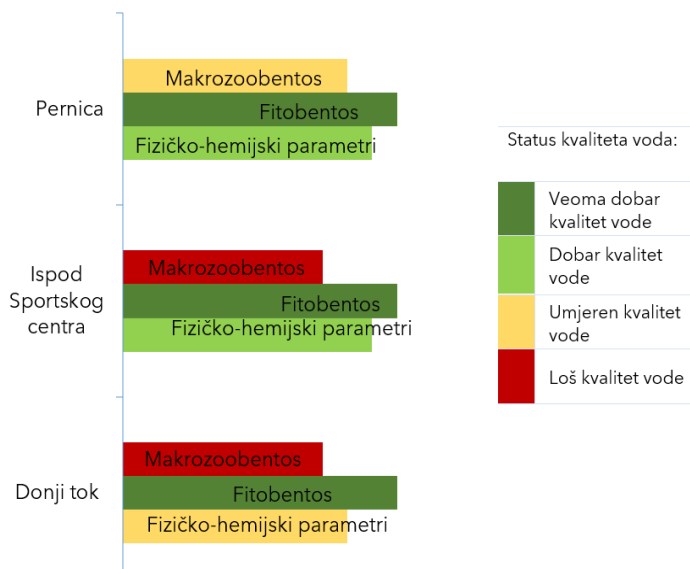 Pernica
Makrozoobentos
Fitobentos
Fizičko-hemijski parametri
Ispod
Sportskog
centra
Makrozoobentos
Fitobentos
Fizičko-hemijski parametri
Donji tok
Makrozoobentos
Fitobentos
Fizičko-hemijski parametri
Status kvaliteta voda:
Veoma dobar
kvalitet vode
Dobar kvalitet
vode
Umjeren kvalitet
vode
Loš kvalitet vode